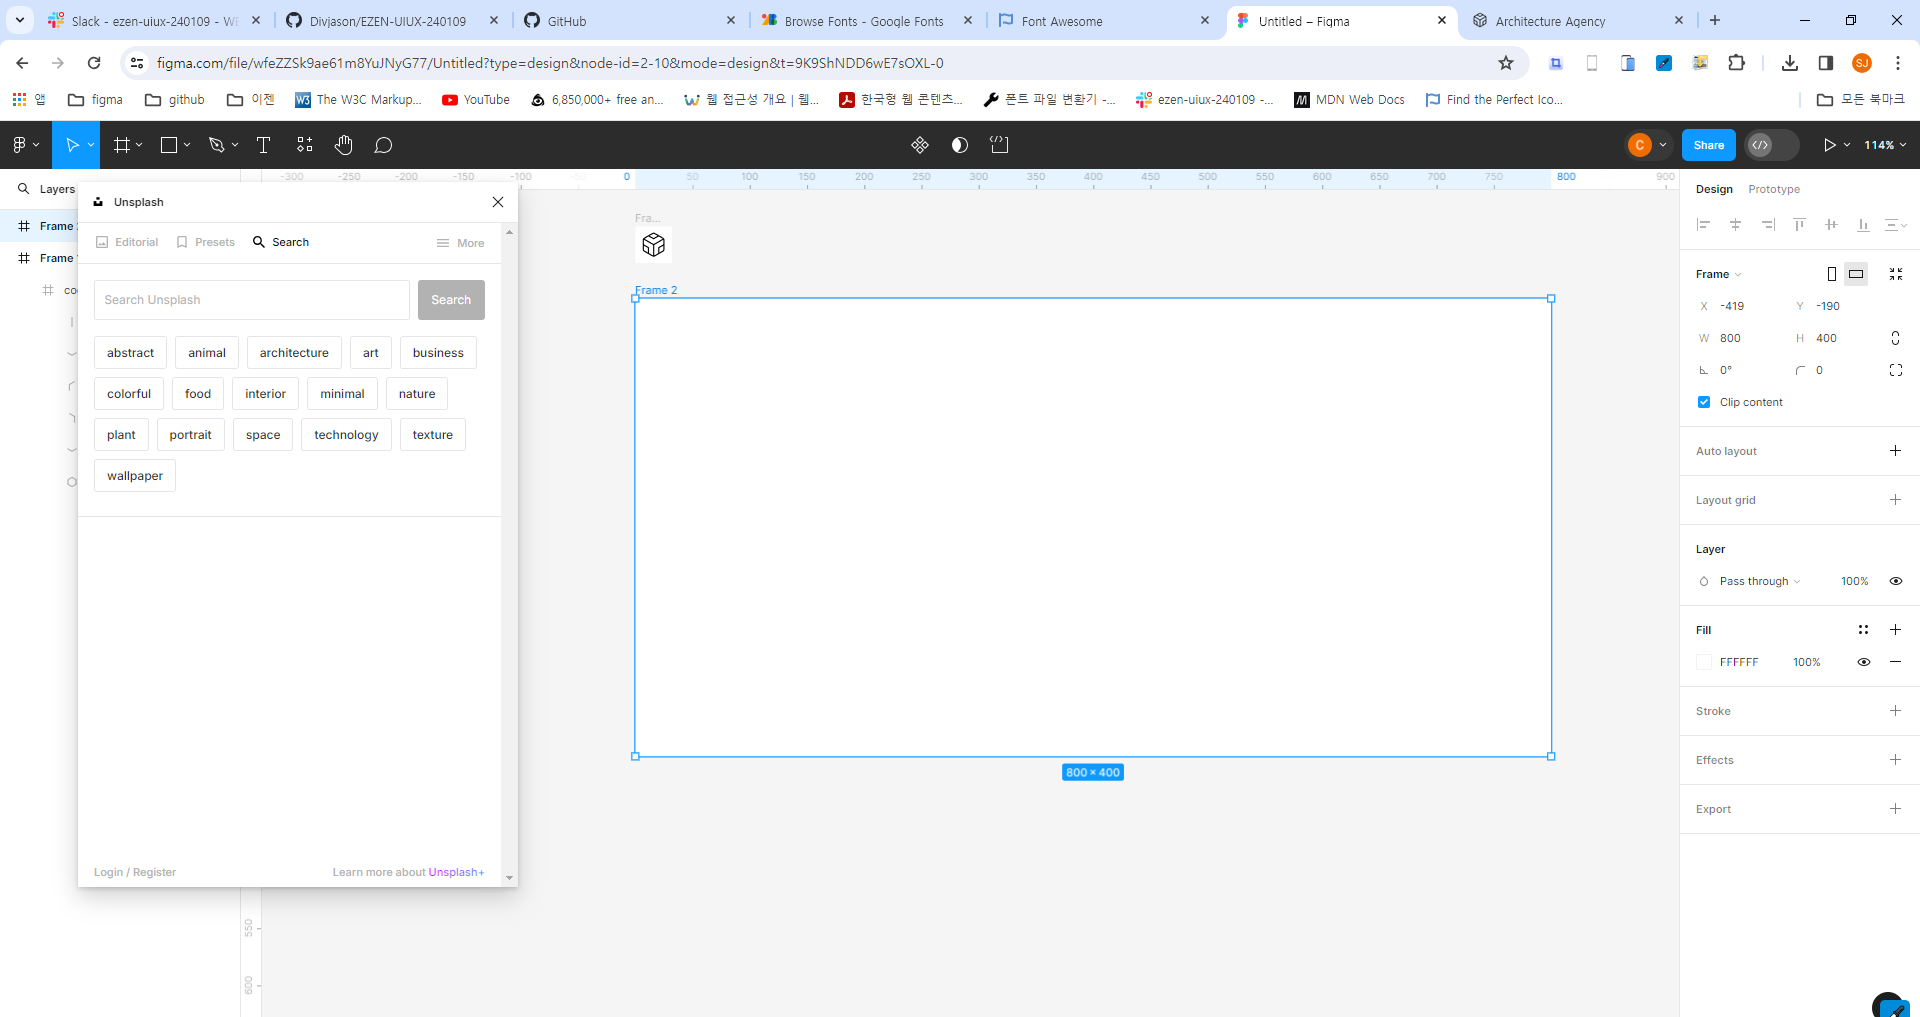 Slack - ezen-uiux-240109 - WE
Divjason/EZEN-UIUX-240109
GitHub
Browse Fonts - Google Fonts
Font Awesome
Untitled – Figma
Architecture Agency
figma.com/file/wfeZZSk9ae61m8YuJNyG77/Untitled?type=design&node-id=2-10&mode=design&t=9K9ShNDD6wE7sOXL-0
SJ
앱
figma
github
이젠
The W3C Markup...
YouTube
6,850,000+ free an...
웹 접근성 개요 | 웹...
한국형 웹 콘텐츠...
폰트 파일 변환기 -...
ezen-uiux-240109 -...
MDN Web Docs
Find the Perfect Ico...
모든 북마크
C
Share
114%
Layers
Frame
Frame
co
-300 -250 -200 -150 -100 -50 0 50 100 150 200 250 300 350 400 450 500 550 600 650 700 750 800 900
550
600
Unsplash
Editorial
Presets
Search
More
Search Unsplash
Search
abstract
animal
architecture
art
business
colorful
food
interior
minimal
nature
plant
portrait
space
technology
texture
wallpaper
Login / Register
Learn more about Unsplash+
Fra...
Frame 2
800 × 400
Design
Prototype
Frame
X -419
Y -190
W 800
H 400
0°
0
Clip content
Auto layout
Layout grid
Layer
Pass through
100%
Fill
FFFFFF
100%
Stroke
Effects
Export